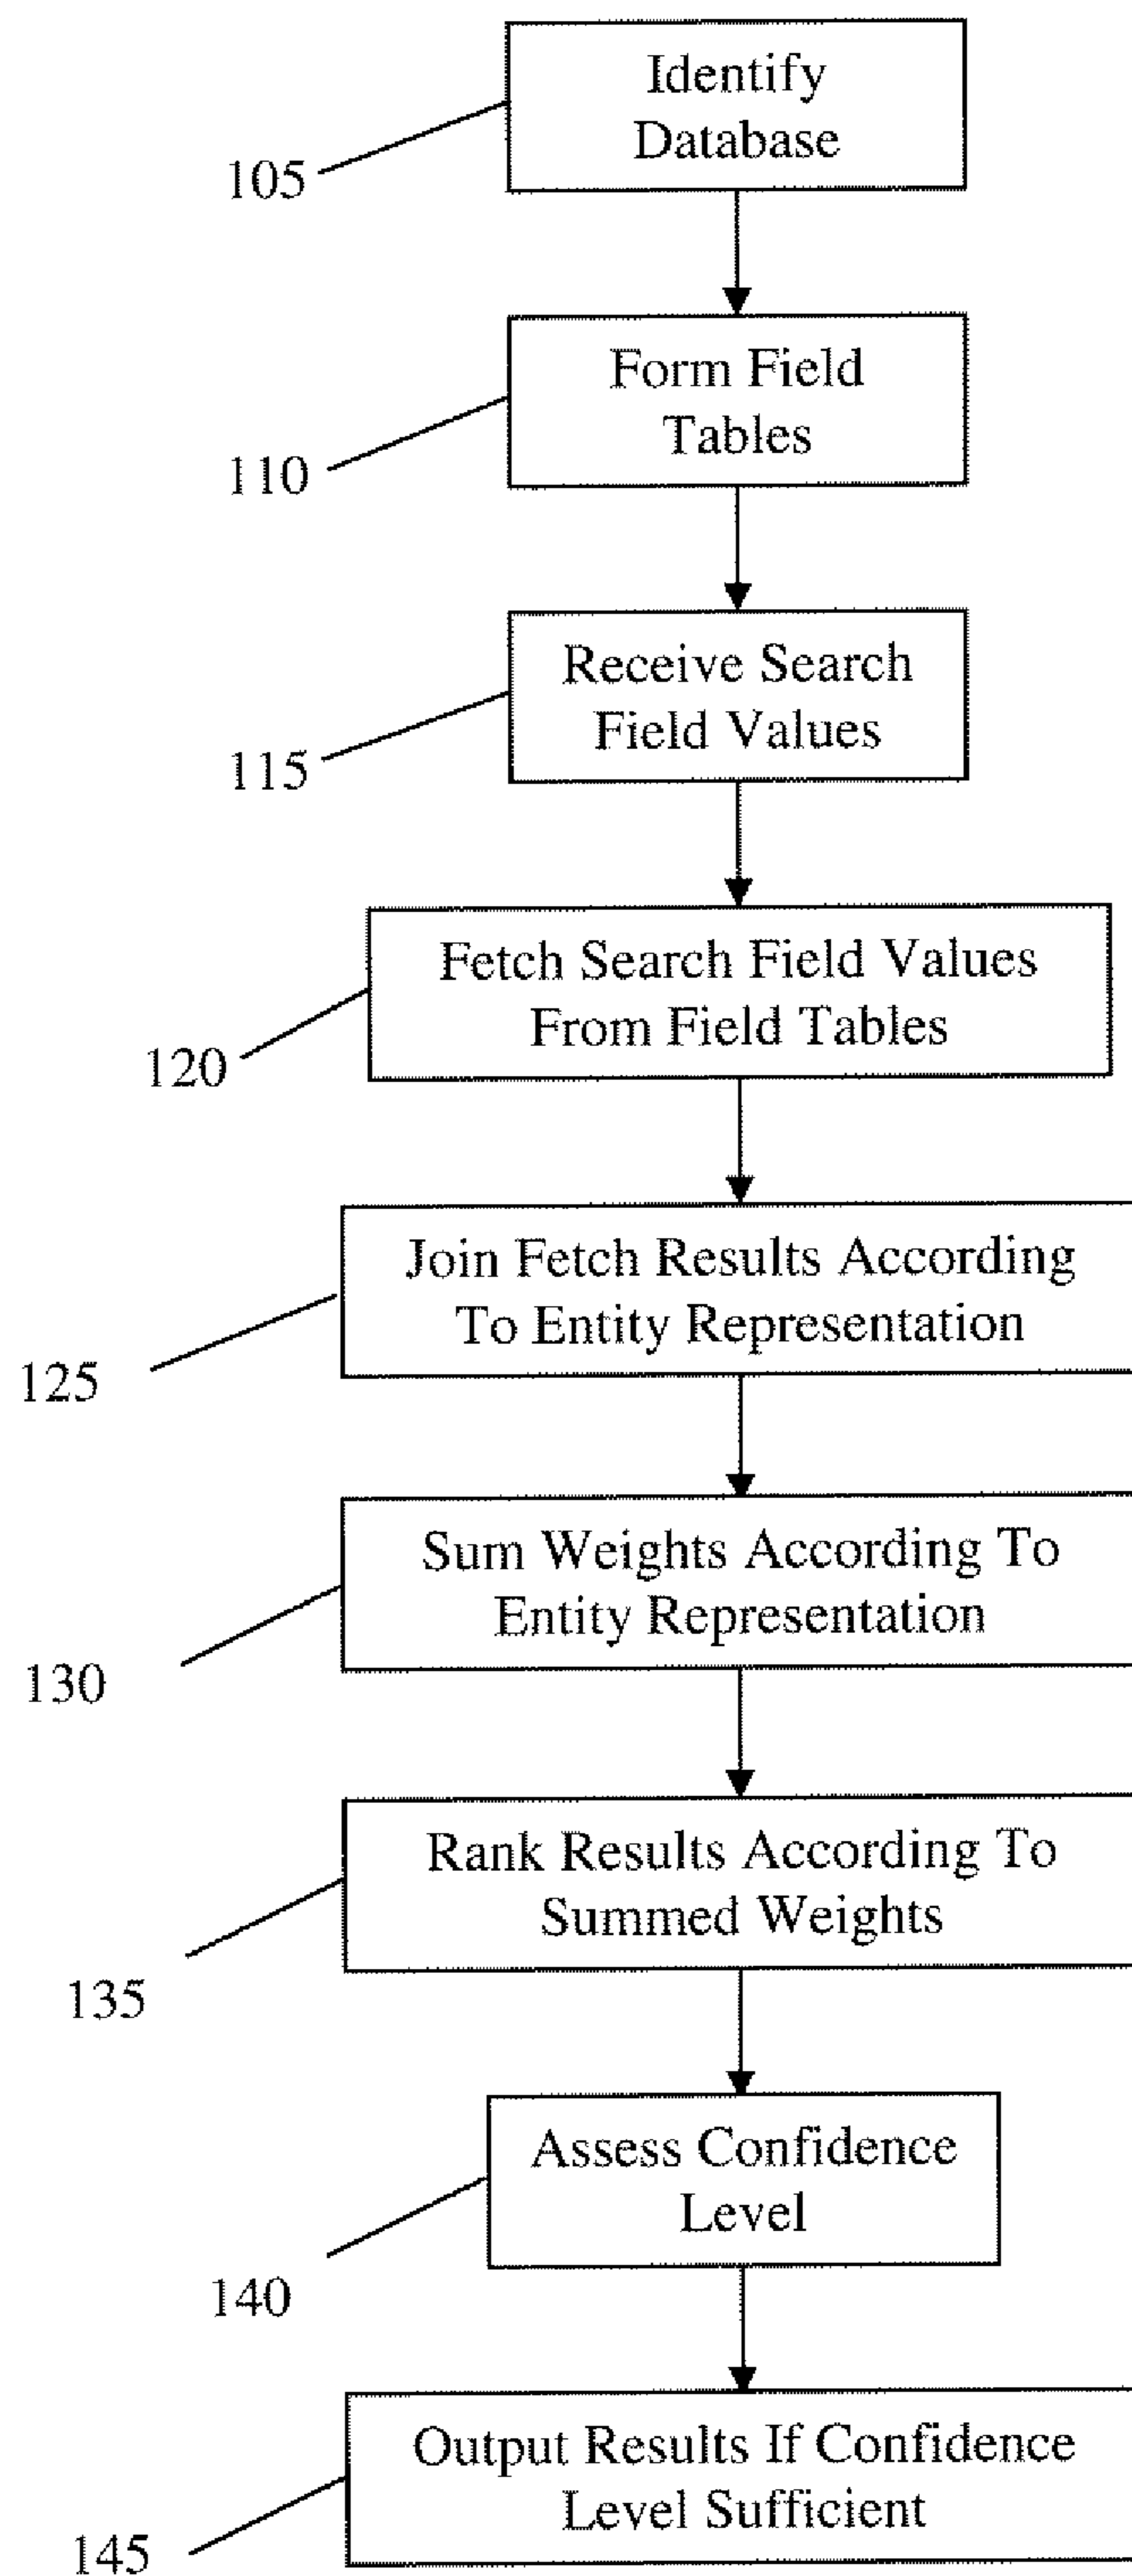 Identify
Database
105
Form Field
Tables
110
Receive Search
Field Values
115
Fetch Search Field Values
From Field Tables
120
Join Fetch Results According
To Entity Representation
125
Sum Weights According To
Entity Representation
130
Rank Results According To
Summed Weights
135
Assess Confidence
Level
140
Output Results If Confidence
Level Sufficient
145